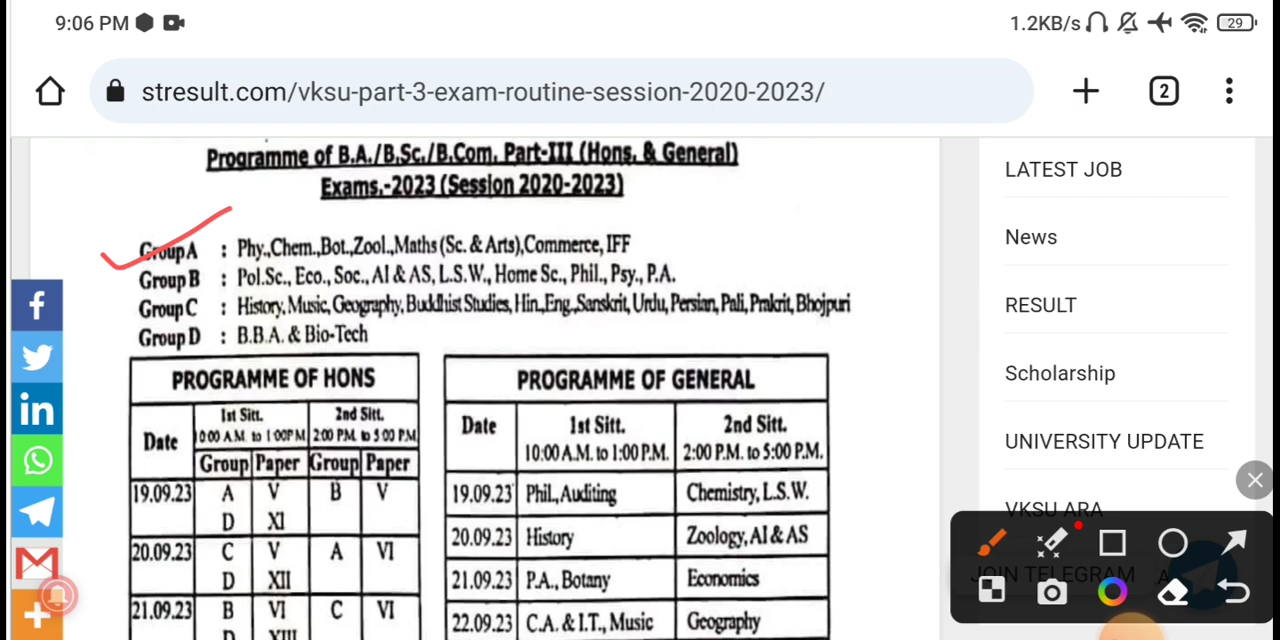 9:06 PM
1.2KB/s
29
stresult.com/vksu-part-3-exam-routine-session-2020-2023/
2
Programme of B.A./B.Sc./B.Com. Part-III (Hons. & General)
Exams.-2023 (Session 2020-2023)
Group A : Phy.,Chem.,Bot.,Zool.,Maths (Sc. & Arts),Commerce, IFF
Group B : Pol.Sc., Eco., Soc., AI & AS, L.S.W., Home Sc., Phil., Psy., P.A.
Group C : History, Music, Geography, Buddhist Studies, Hin.,Eng.,Sanskrit, Urdu, Persian, Pali, Prakrit, Bhojpuri
Group D : B.B.A. & Bio-Tech
PROGRAMME OF HONS
Date
1st Sitt. 2nd Sitt.
10:00 A.M. to 1:00P.M. 2:00 P.M. to 5:00 P.M.
Group Paper Group Paper
19.09.23 A V B V
D XI
20.09.23 C V A VI
D XII
21.09.23 B VI C VI
D XIII
PROGRAMME OF GENERAL
Date 1st Sitt. 2nd Sitt.
10:00 A.M. to 1:00 P.M. 2:00 P.M. to 5:00 P.M.
19.09.23 Phil., Auditing Chemistry, L.S.W.
20.09.23 History Zoology, AI & AS
21.09.23 P.A., Botany Economics
22.09.23 C.A. & I.T., Music Geography
LATEST JOB
News
RESULT
Scholarship
UNIVERSITY UPDATE
VKSU ARA
JOIN TELEGRAM